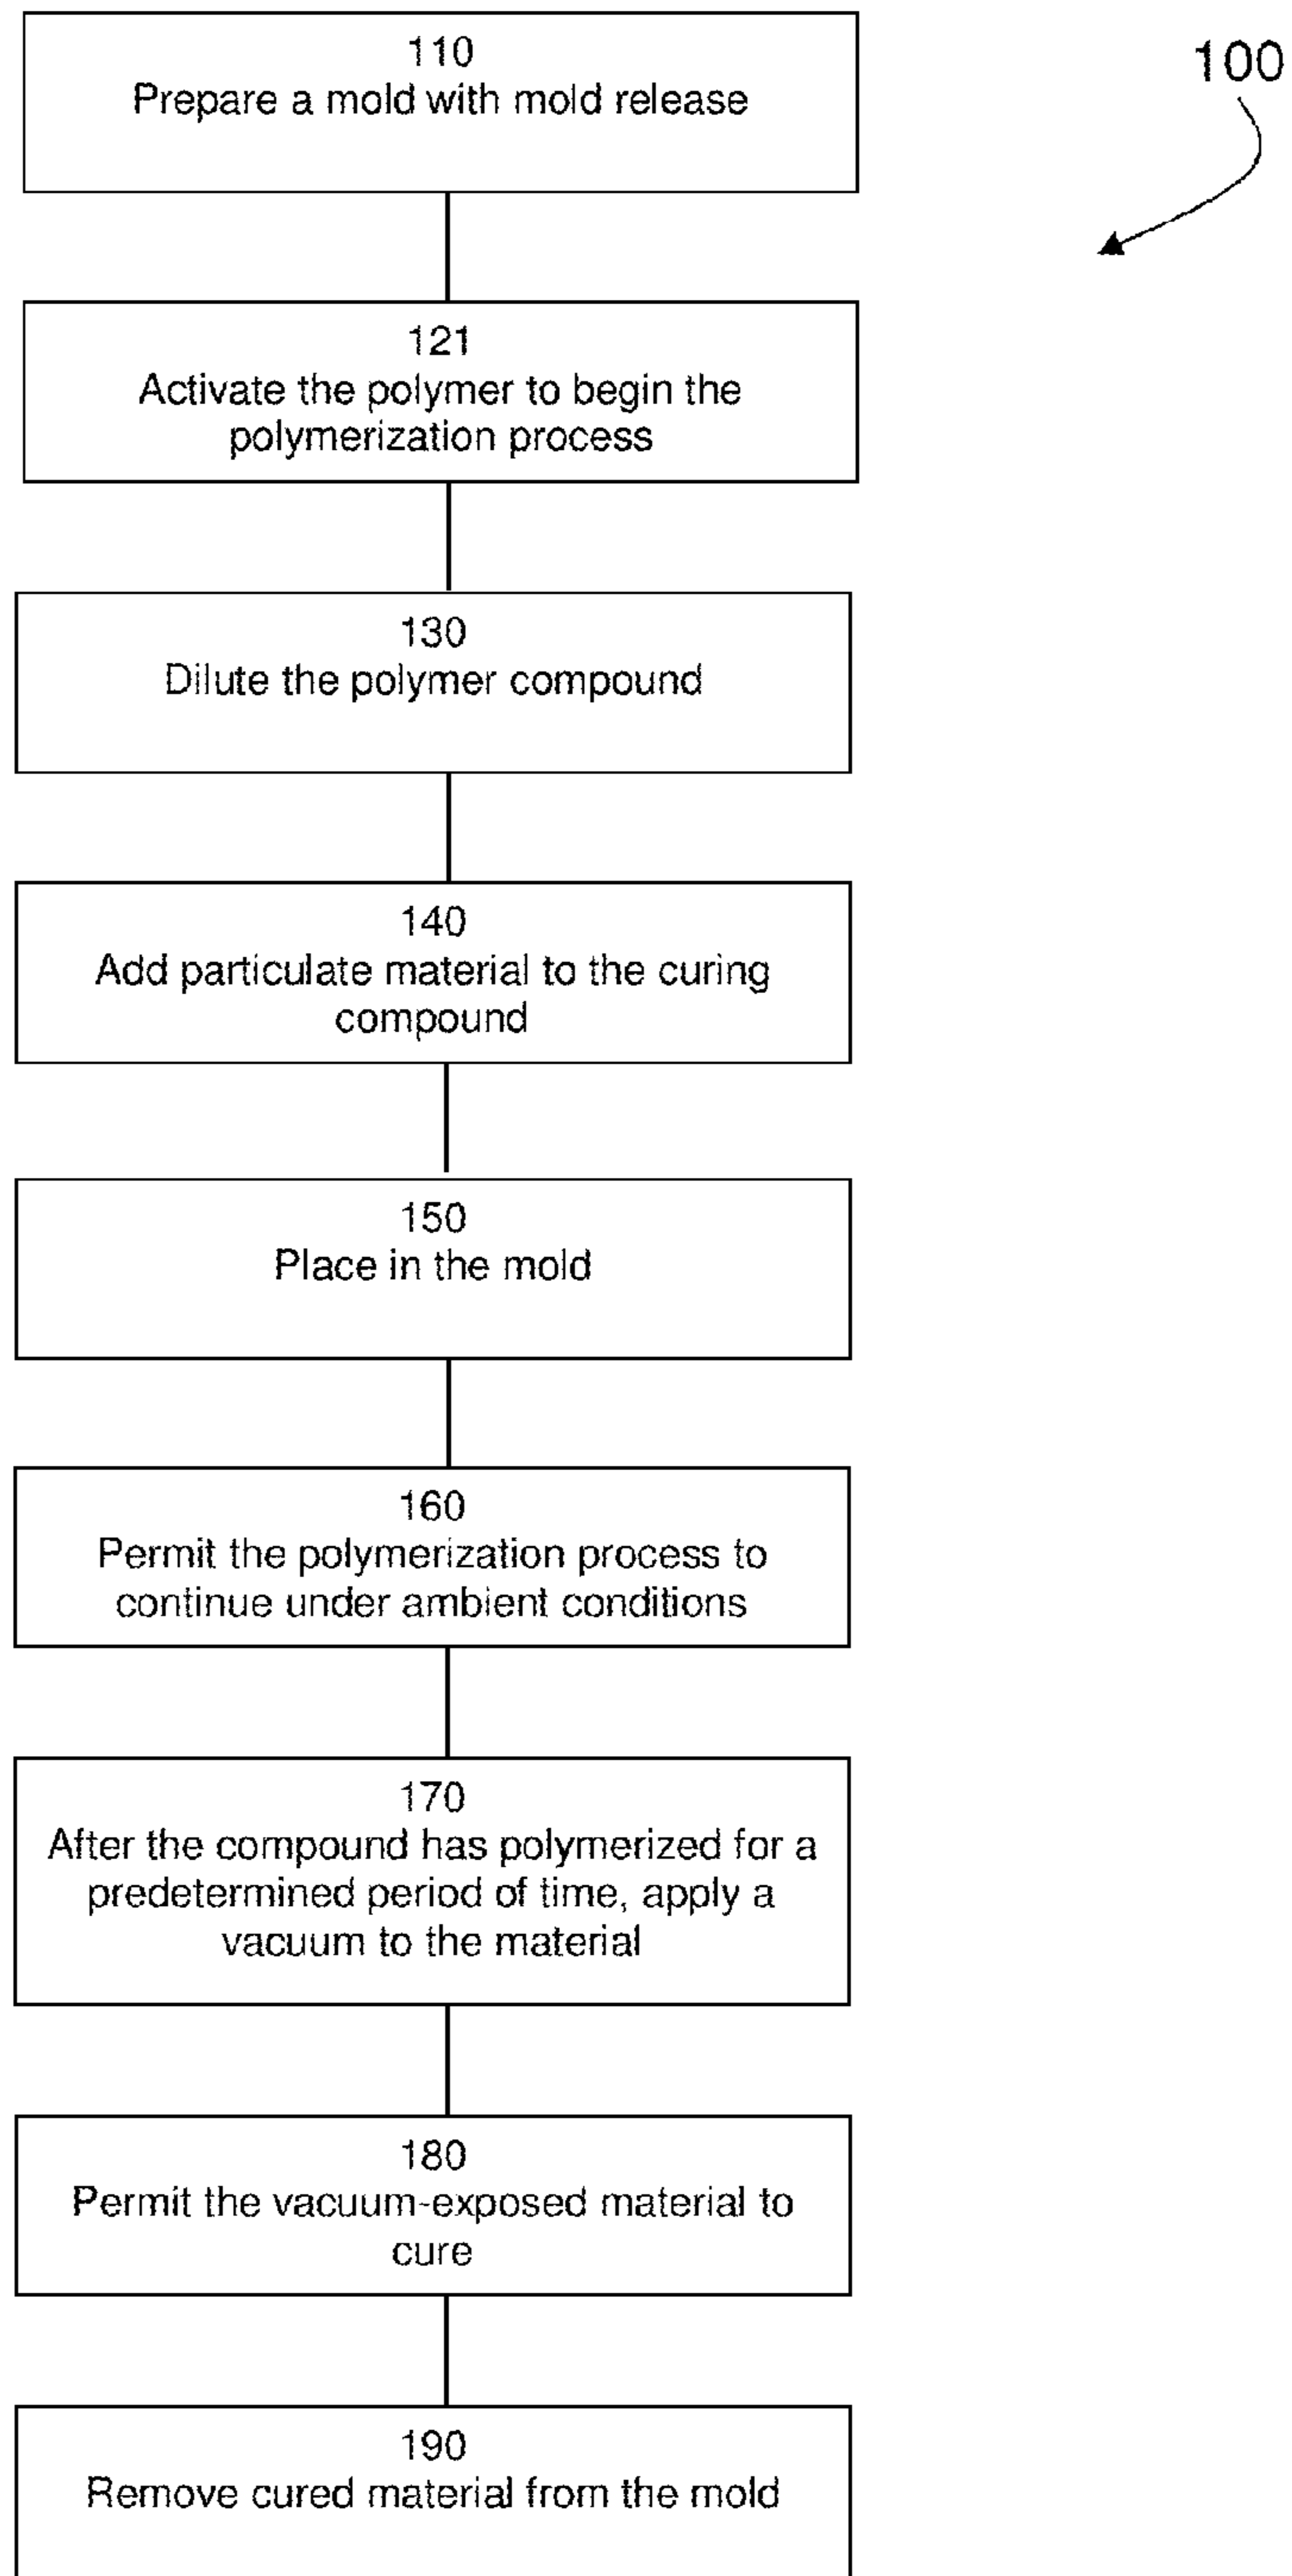 110
Prepare a mold with mold release
100
121
Activate the polymer to begin the
polymerization process
130
Dilute the polymer compound
140
Add particulate material to the curing
compound
150
Place in the mold
160
Permit the polymerization process to
continue under ambient conditions
170
After the compound has polymerized for a
predetermined period of time, apply a
vacuum to the material
180
Permit the vacuum-exposed material to
cure
190
Remove cured material from the mold